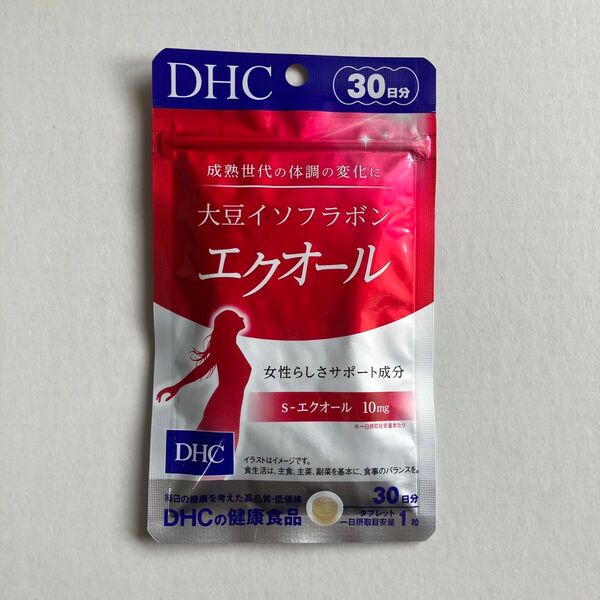 DHC
30日分
成熟世代の体調の変化に
大豆イソフラボン
エクオール
女性らしさサポート成分
S-エクオール 10mg
※一日摂取目安量あたり
DHC
イラストはイメージです。
食生活は、主食、主菜、副菜を基本に、食事のバランスを。
毎日の健康を考えた高品質・低価格
DHCの健康食品
30日分
タブレット
一日摂取目安量 1粒